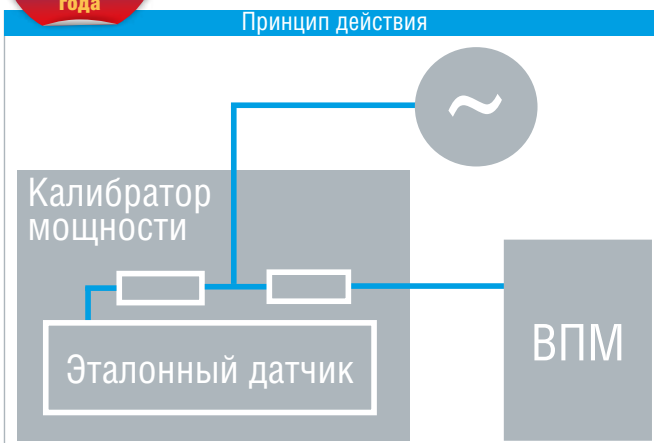 года
Принцип действия
~
Калибратор
мощности
Эталонный датчик
ВПМ